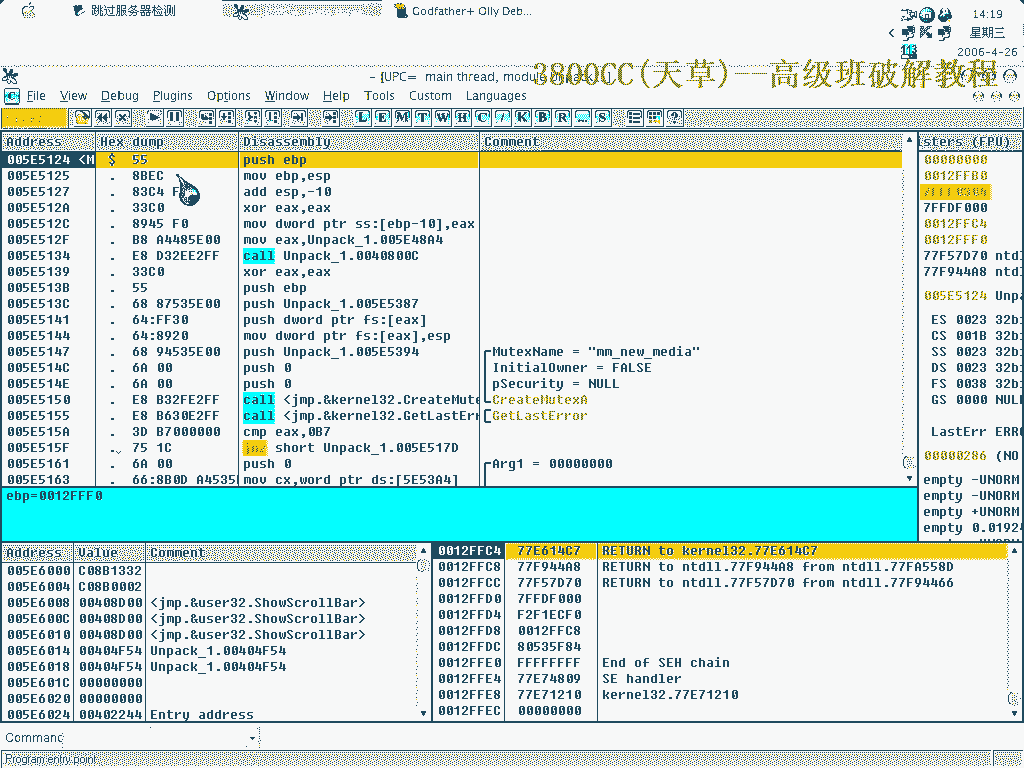 跳过服务器检测
Godfather+ Olly Deb...
14:19
星期三
2006-4-26
3800CC(天草)一高级班破解教程
- [UPC= main thread, module
File View Debug Plugins Options Window Help Tools Custom Languages
L E M T W H C / K B R ... S
Address Hex dump Disassembly Comment
005E5124 <M $ 55 push ebp
005E5125 . 8BEC mov ebp,esp
005E5127 . 83C4 F add esp,-10
005E512A . 33C0 xor eax,eax
005E512C . 8945 F0 mov dword ptr ss:[ebp-10],eax
005E512F . B8 A4485E00 mov eax,Unpack_1.005E48A4
005E5134 . E8 D32EE2FF call Unpack_1.0040800C
005E5139 . 33C0 xor eax,eax
005E513B . 55 push ebp
005E513C . 68 87535E00 push Unpack_1.005E5387
005E5141 . 64:FF30 push dword ptr fs:[eax]
005E5144 . 64:8920 mov dword ptr fs:[eax],esp
005E5147 . 68 94535E00 push Unpack_1.005E5394 MutexName = "mm_new_media"
005E514C . 6A 00 push 0 InitialOwner = FALSE
005E514E . 6A 00 push 0 pSecurity = NULL
005E5150 . E8 B32FE2FF call <jmp.&kernel32.CreateMute CreateMutexA
005E5155 . E8 B630E2FF call <jmp.&kernel32.GetLastErr GetLastError
005E515A . 3D B7000000 cmp eax,0B7
005E515F . 75 1C jnz short Unpack_1.005E517D
005E5161 . 6A 00 push 0 Arg1 = 00000000
005E5163 . 66:8B0D A4535 mov cx,word ptr ds:[5E53A4]
sters (FPU)
00000000
0012FFB0
7FFDF000
0012FFC4
0012FFF0
77F57D70 ntd
77F944A8 ntd
005E5124 Unpa
ES 0023 32bi
CS 001B 32bi
SS 0023 32bi
DS 0023 32bi
FS 0038 32bi
GS 0000 NULL
LastErr ERRO
00000286 (NO
empty -UNORM
empty -UNORM
empty +UNORM
empty 0.0192
ebp=0012FFF0
Address Value Comment
005E6000 C08B1332
005E6004 C08B0002
005E6008 00408D00 <jmp.&user32.ShowScrollBar>
005E600C 00408D00 <jmp.&user32.ShowScrollBar>
005E6010 00408D00 <jmp.&user32.ShowScrollBar>
005E6014 00404F54 Unpack_1.00404F54
005E6018 00404F54 Unpack_1.00404F54
005E601C 00000000
005E6020 00000000
005E6024 00402244 Entry address
0012FFC4 77E614C7 RETURN to kernel32.77E614C7
0012FFC8 77F944A8 RETURN to ntdll.77F944A8 from ntdll.77FA558D
0012FFCC 77F57D70 RETURN to ntdll.77F57D70 from ntdll.77F94466
0012FFD0 7FFDF000
0012FFD4 F2F1ECF0
0012FFD8 0012FFC8
0012FFDC 80535F84
0012FFE0 FFFFFFFF End of SEH chain
0012FFE4 77E74809 SE handler
0012FFE8 77E71210 kernel32.77E71210
0012FFEC 00000000
Command
Program entry point